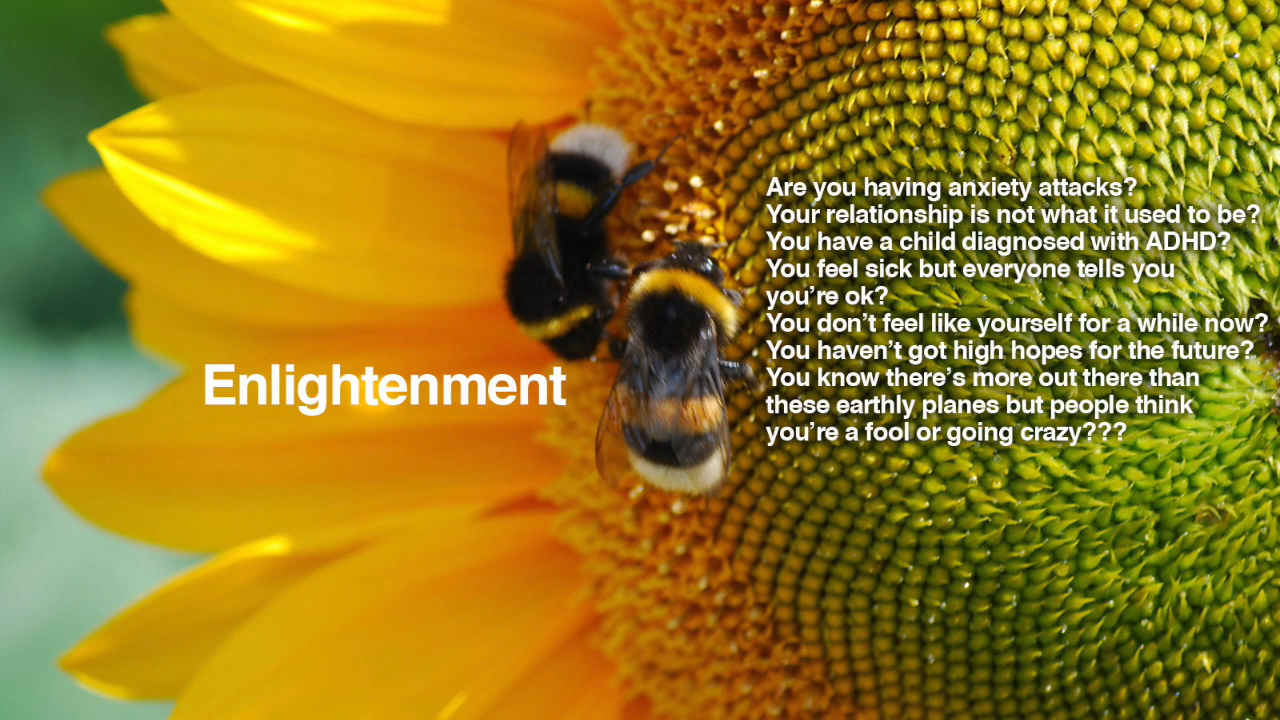 Enlightenment
Are you having anxiety attacks?
Your relationship is not what it used to be?
You have a child diagnosed with ADHD?
You feel sick but everyone tells you
you’re ok?
You don’t feel like yourself for a while now?
You haven’t got high hopes for the future?
You know there’s more out there than
these earthly planes but people think
you’re a fool or going crazy???